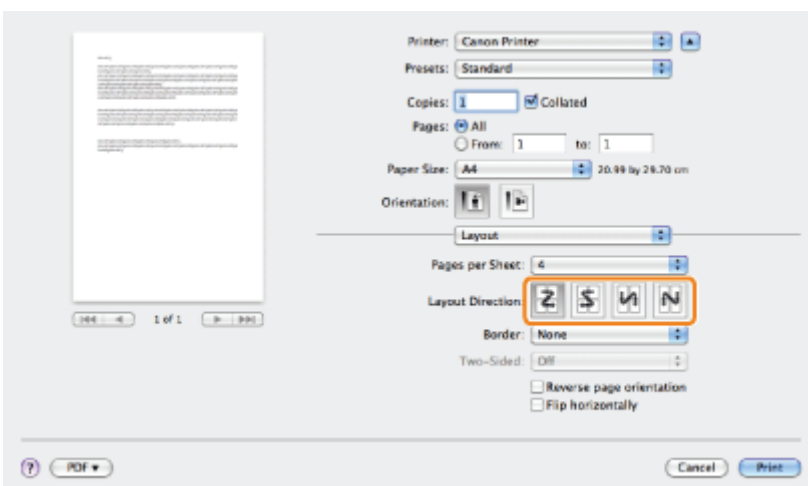 Printer: Canon Printer
Presets: Standard
Copies: 1 Collated
Pages: All
From: 1 to: 1
Paper Size: A4 20.99 by 29.70 cm
Orientation:
Layout
Pages per Sheet: 4
Layout Direction:
Border: None
Two-Sided: Off
Reverse page orientation
Flip horizontally
1 of 1
? PDF Cancel Print